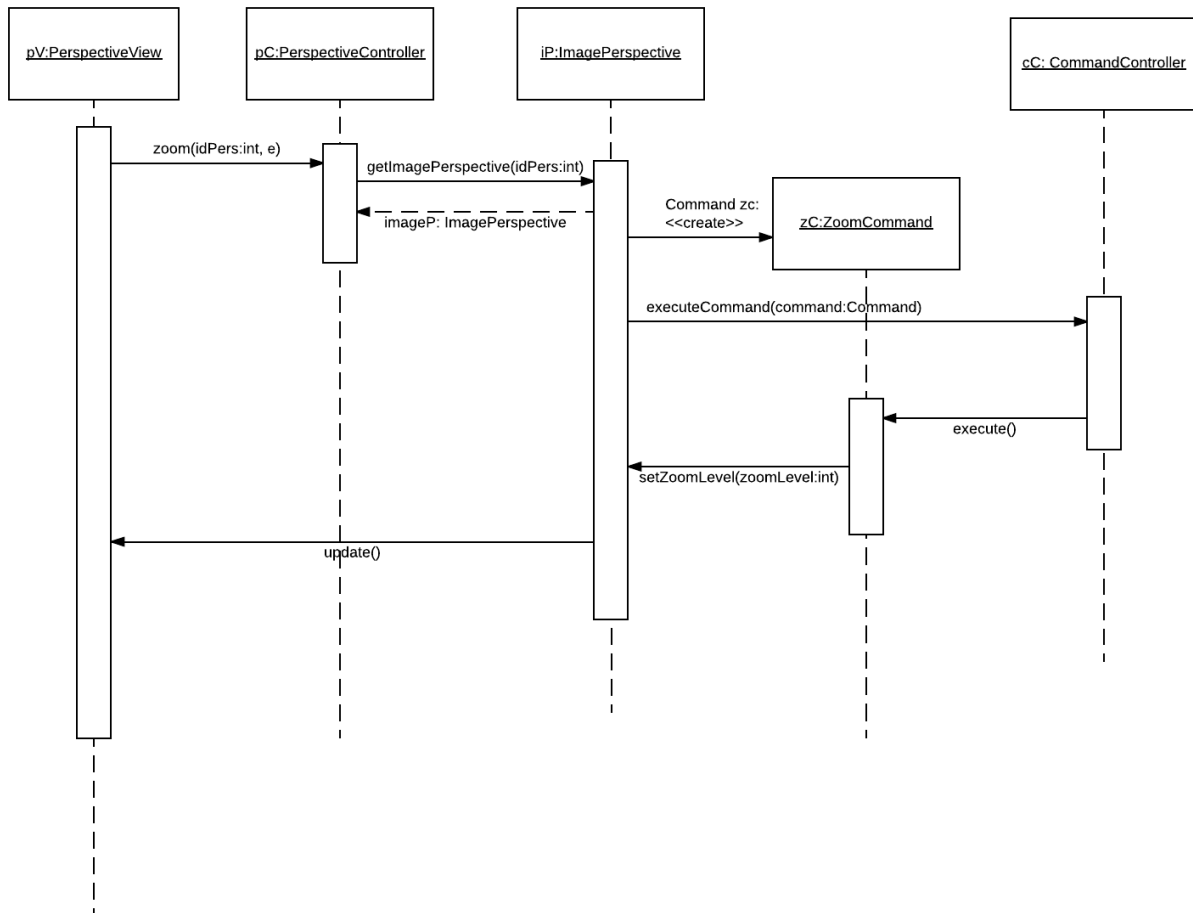 pV:PerspectiveView
pC:PerspectiveController
iP:ImagePerspective
cC: CommandController
zoom(idPers:int, e)
getImagePerspective(idPers:int)
imageP: ImagePerspective
Command zc:
<<create>>
zC:ZoomCommand
executeCommand(command:Command)
execute()
setZoomLevel(zoomLevel:int)
update()